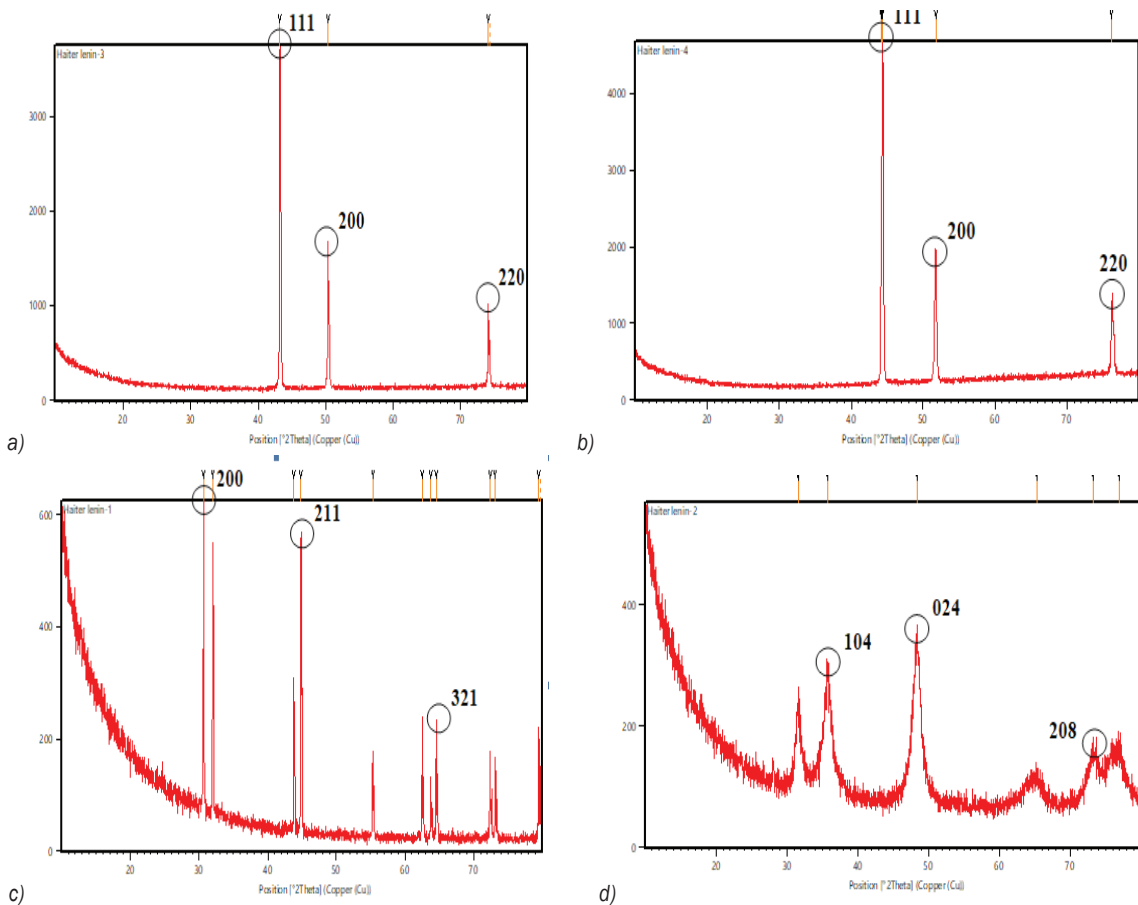 111
Haiter lenin-3
3000
200
2000
220
1000
0
20 30 40 50 60 70
Position [°2Theta] (Copper (Cu))
a)
111
Haiter lenin-4
4000
3000
200
2000
220
1000
0
20 30 40 50 60 70
Position [°2Theta] (Copper (Cu))
b)
200
Haiter lenin-1
600
211
400
321
200
0
20 30 40 50 60 70
Position [°2Theta] (Copper (Cu))
c)
Haiter lenin-2
400
024
104
208
200
0
20 30 40 50 60 70
Position [°2Theta] (Copper (Cu))
d)